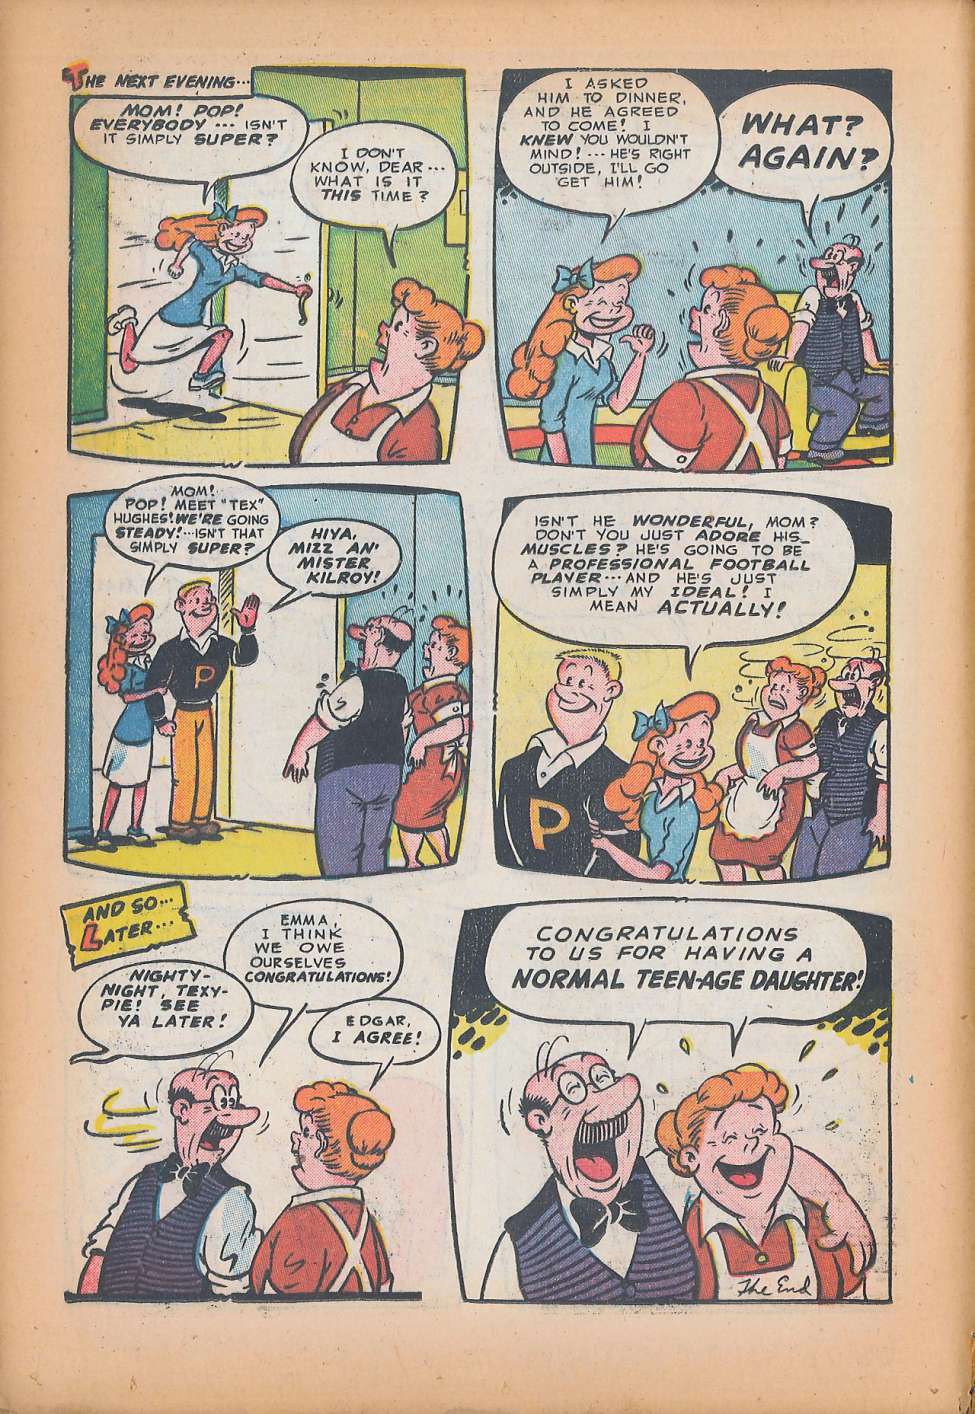 THE NEXT EVENING...
MOM! POP!
EVERYBODY ... ISN'T
IT SIMPLY SUPER?
I DON'T
KNOW, DEAR...
WHAT IS IT
THIS TIME?
I ASKED
HIM TO DINNER,
AND HE AGREED
TO COME! I
KNEW YOU WOULDN'T
MIND!... HE'S RIGHT
OUTSIDE, I'LL GO
GET HIM!
WHAT?
AGAIN?
MOM!
POP! MEET "TEX"
HUGHES! WE'RE GOING
STEADY!...ISN'T THAT
SIMPLY SUPER?
HIYA,
MIZZ AN'
MISTER
KILROY!
P
ISN'T HE WONDERFUL, MOM?
DON'T YOU JUST ADORE HIS
MUSCLES? HE'S GOING TO BE
A PROFESSIONAL FOOTBALL
PLAYER... AND HE'S JUST
SIMPLY MY IDEAL! I
MEAN ACTUALLY!
P
AND SO...
LATER...
NIGHTY-
NIGHT, TEXY-
PIE! SEE
YA LATER!
EMMA,
I THINK
WE OWE
OURSELVES
CONGRATULATIONS!
EDGAR,
I AGREE!
CONGRATULATIONS
TO US FOR HAVING A
NORMAL TEEN-AGE DAUGHTER!
The End